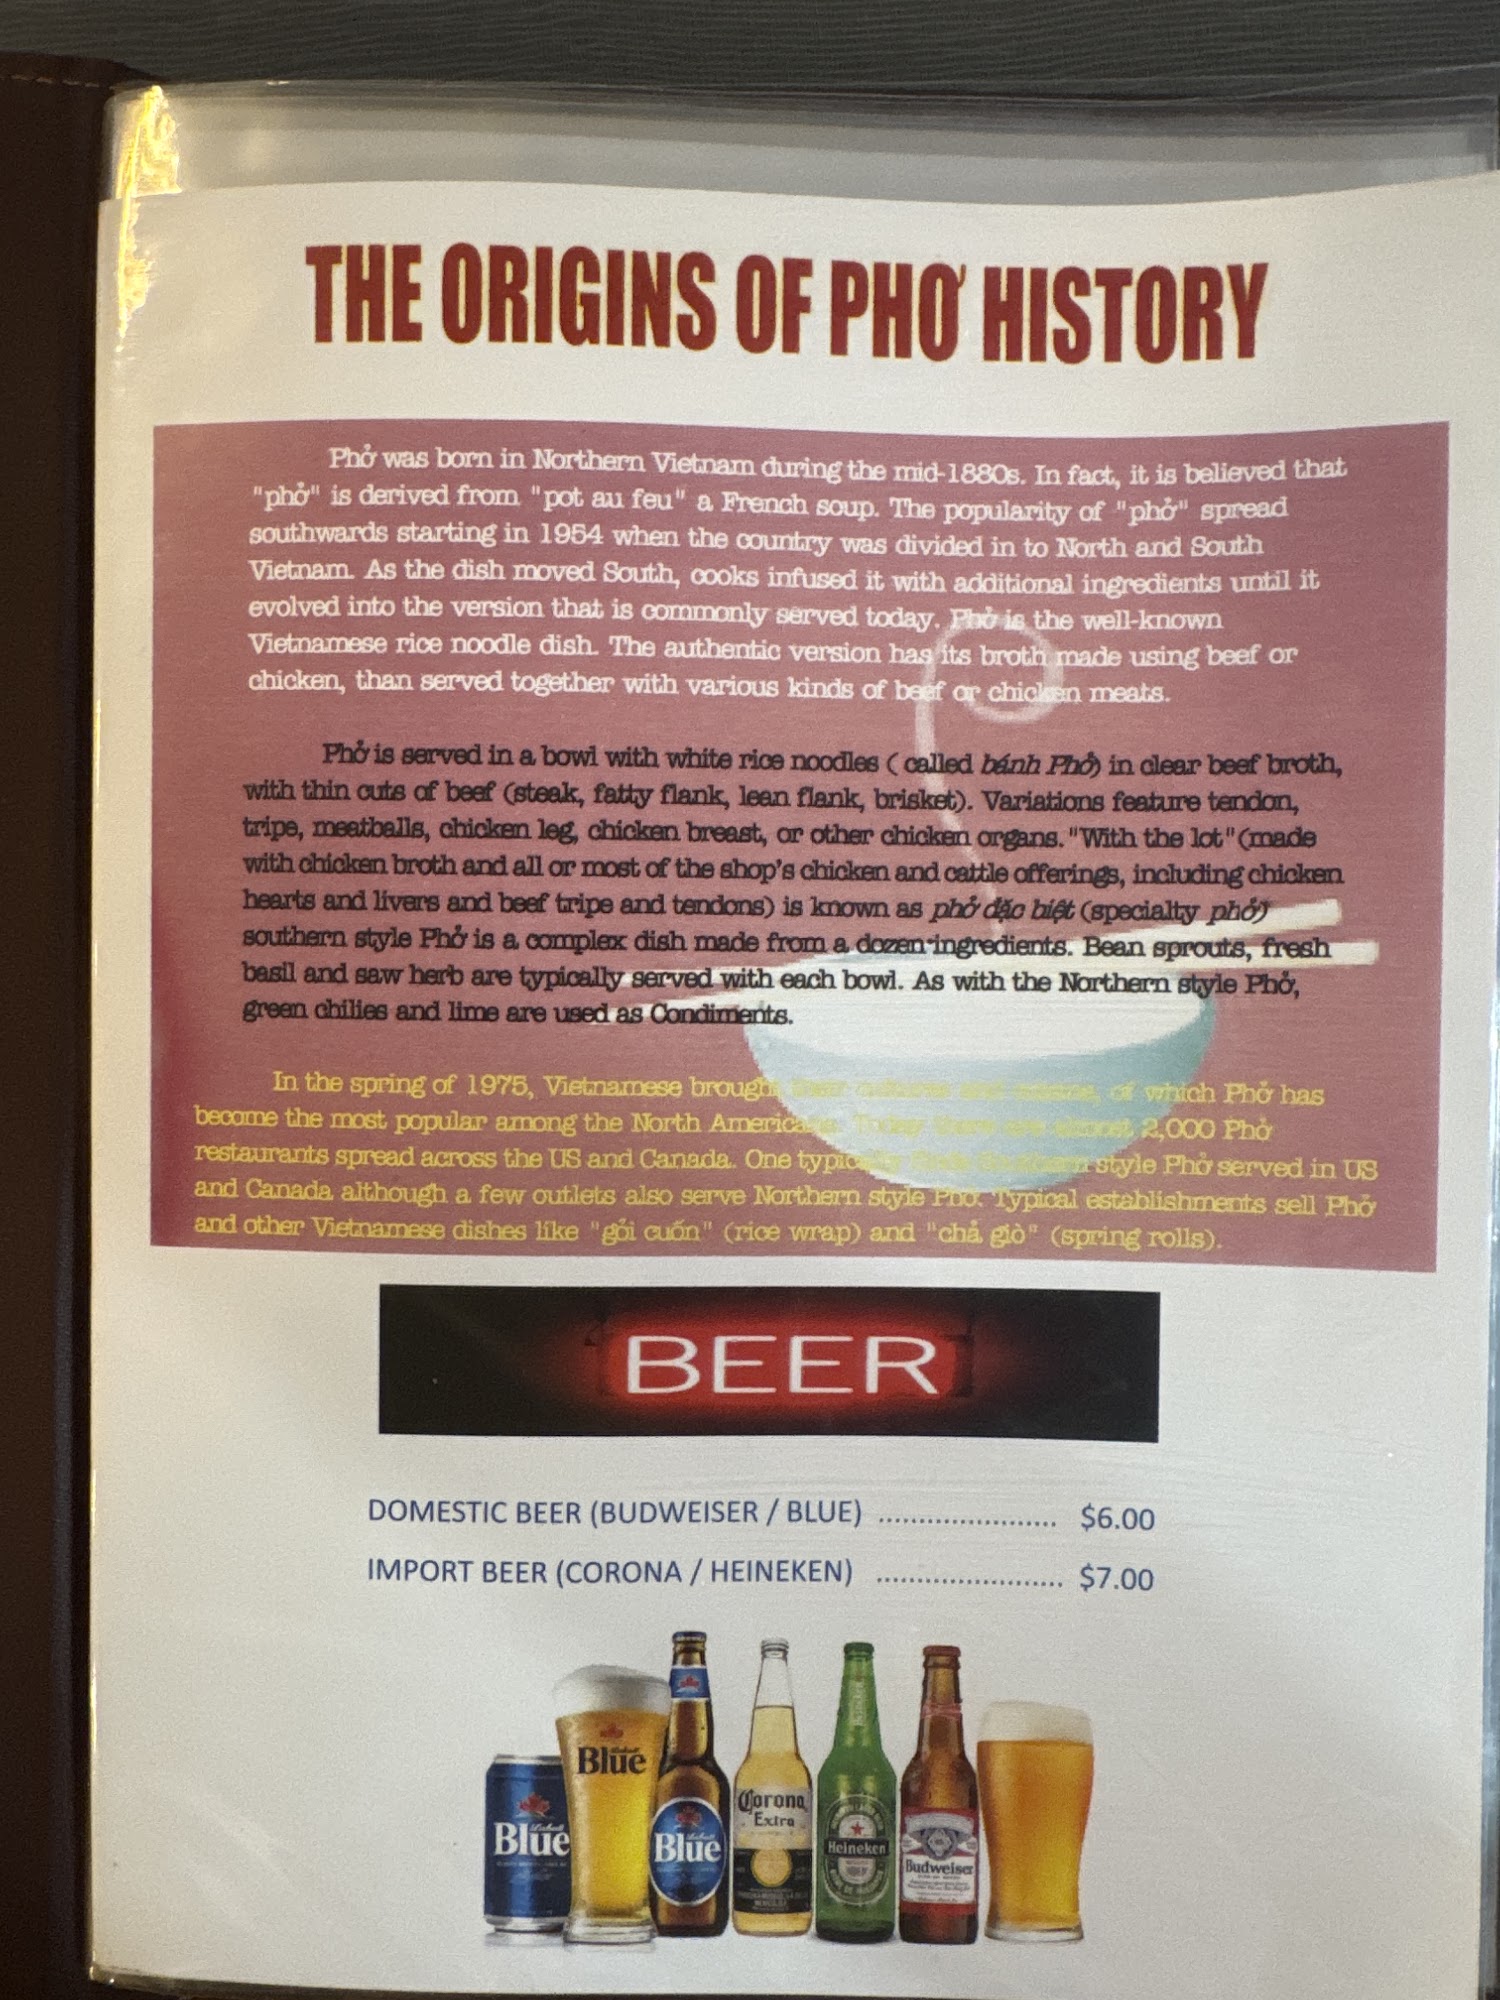 THE ORIGINS OF PHỞ HISTORY
Phở was born in Northern Vietnam during the mid-1880s. In fact, it is believed that
"phở" is derived from "pot au feu" a French soup. The popularity of "phở" spread
southwards starting in 1954 when the country was divided in to North and South
Vietnam. As the dish moved South, cooks infused it with additional ingredients until it
evolved into the version that is commonly served today. Phở is the well-known
Vietnamese rice noodle dish. The authentic version has its broth made using beef or
chicken, than served together with various kinds of beef or chicken meats.
Phở is served in a bowl with white rice noodles ( called bánh Phở) in clear beef broth,
with thin cuts of beef (steak, fatty flank, lean flank, brisket). Variations feature tendon,
tripe, meatballs, chicken leg, chicken breast, or other chicken organs. "With the lot" (made
with chicken broth and all or most of the shop's chicken and cattle offerings, including chicken
hearts and livers and beef tripe and tendons) is known as phở đặc biệt (specialty phở)
southern style Phở is a complex dish made from a dozen ingredients. Bean sprouts, fresh
basil and saw herb are typically served with each bowl. As with the Northern style Phở,
green chilies and lime are used as Condiments.
In the spring of 1975, Vietnamese brought their cultures and cuisine, of which Phở has
become the most popular among the North Americans. Today there are almost 2,000 Phở
restaurants spread across the US and Canada. One typically finds Southern style Phở served in US
and Canada although a few outlets also serve Northern style Phở. Typical establishments sell Phở
and other Vietnamese dishes like "gỏi cuốn" (rice wrap) and "chả giò" (spring rolls).
BEER
DOMESTIC BEER (BUDWEISER / BLUE) ...................... $6.00
IMPORT BEER (CORONA / HEINEKEN) ....................... $7.00
Labatt
Blue
Labatt
Blue
Labatt
Blue
Corona
Extra
Heineken
Budweiser